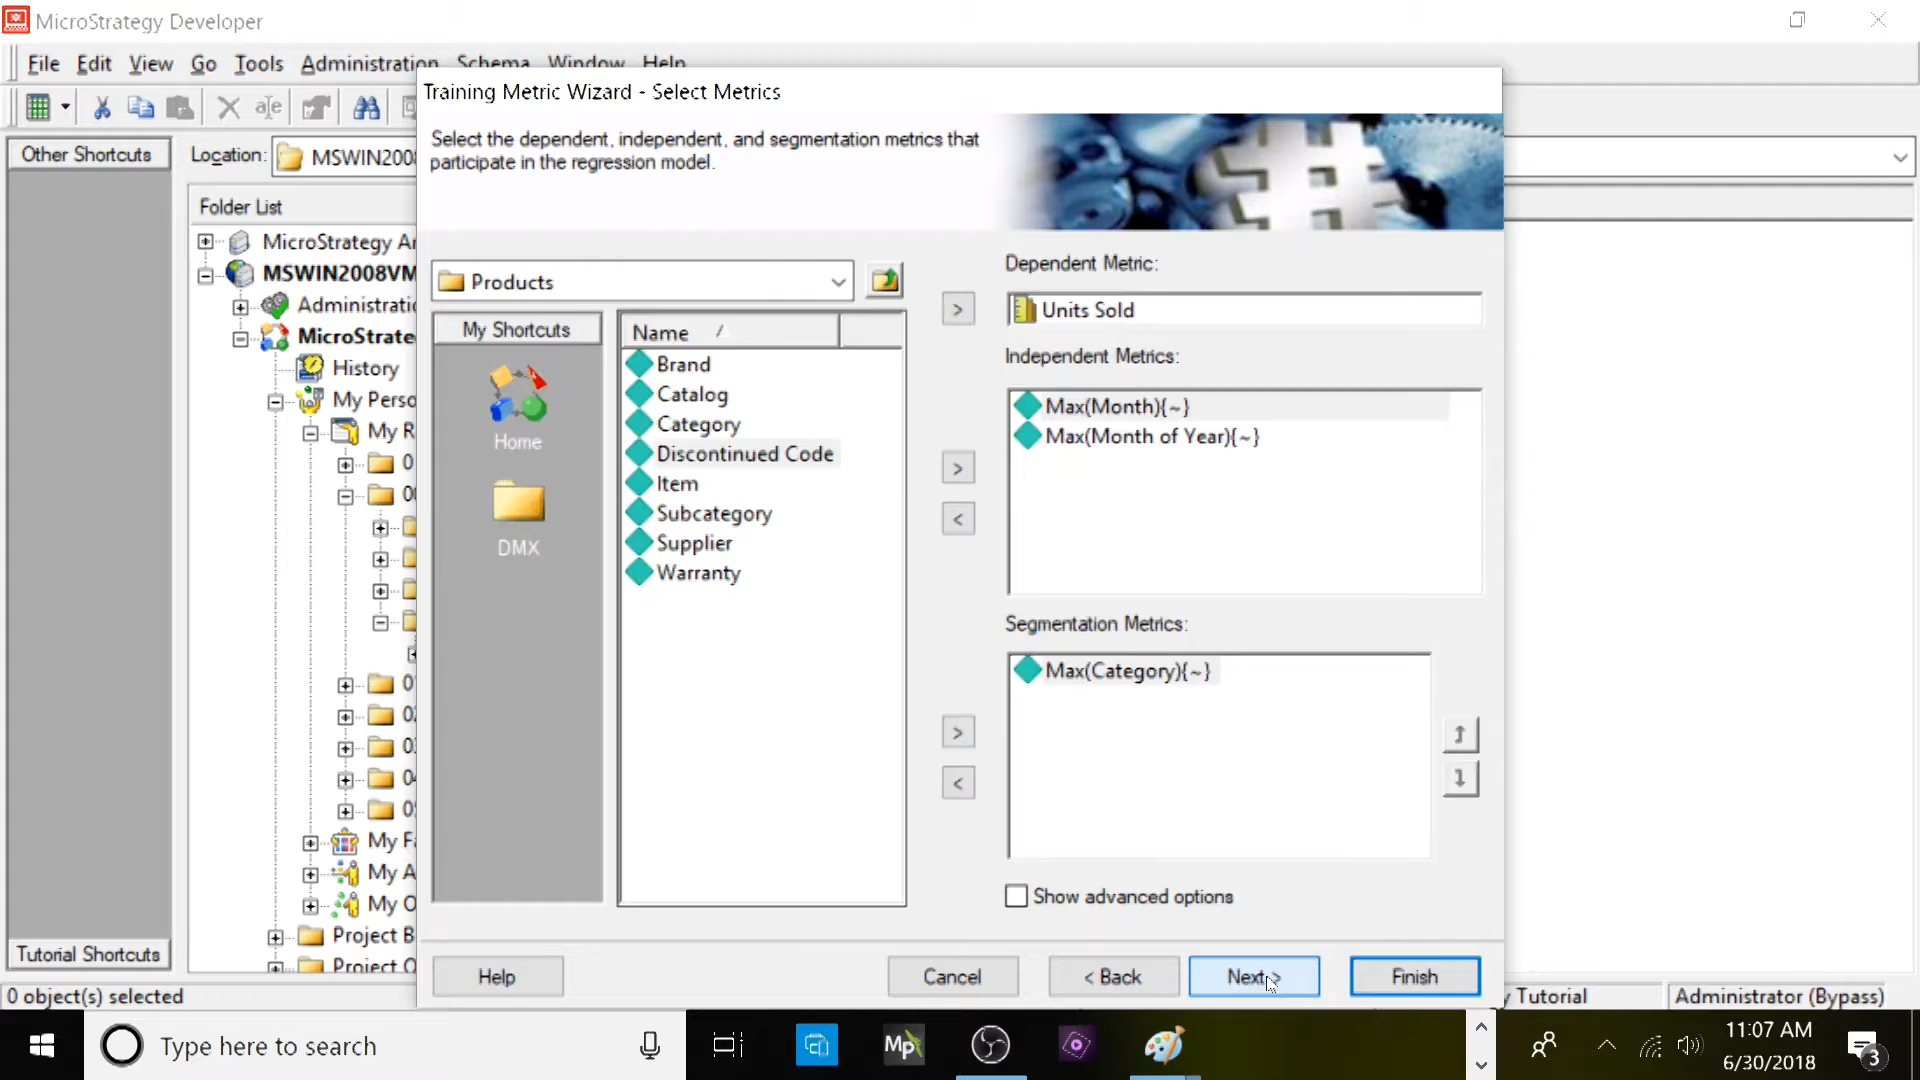 MicroStrategy Developer
File Edit View Go Tools Administration Schema Window Help
Training Metric Wizard - Select Metrics
Select the dependent, independent, and segmentation metrics that
participate in the regression model.
Other Shortcuts
Location: MSWIN200
Folder List
MicroStrategy A
MSWIN2008VM
Administratio
MicroStrate
History
My Perso
My R
My Fa
My A
My O
Project B
Project O
Tutorial Shortcuts
Products
My Shortcuts
Home
DMX
Name /
Brand
Catalog
Category
Discontinued Code
Item
Subcategory
Supplier
Warranty
>
Dependent Metric:
Units Sold
Independent Metrics:
Max(Month){~}
Max(Month of Year){~}
>
<
Segmentation Metrics:
Max(Category){~}
>
<
Show advanced options
Help Cancel < Back Next > Finish
0 object(s) selected
y Tutorial
Administrator (Bypass)
Type here to search
Mp
11:07 AM
6/30/2018
3